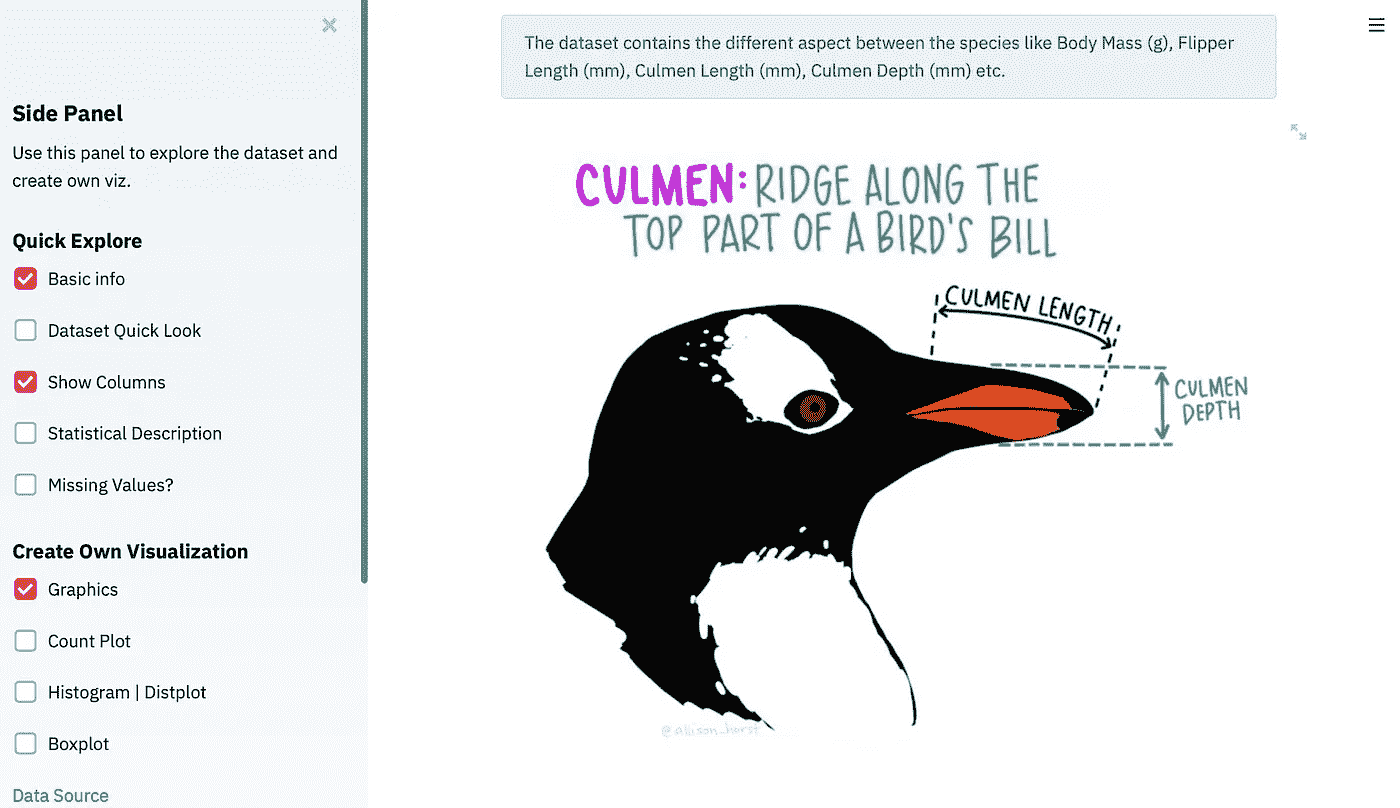 Side Panel
Use this panel to explore the dataset and
create own viz.
Quick Explore
Basic info
Dataset Quick Look
Show Columns
Statistical Description
Missing Values?
Create Own Visualization
Graphics
Count Plot
Histogram | Distplot
Boxplot
Data Source
The dataset contains the different aspect between the species like Body Mass (g), Flipper
Length (mm), Culmen Length (mm), Culmen Depth (mm) etc.
CULMEN: RIDGE ALONG THE
TOP PART OF A BIRD'S BILL
CULMEN LENGTH
CULMEN
DEPTH
@allison_horst